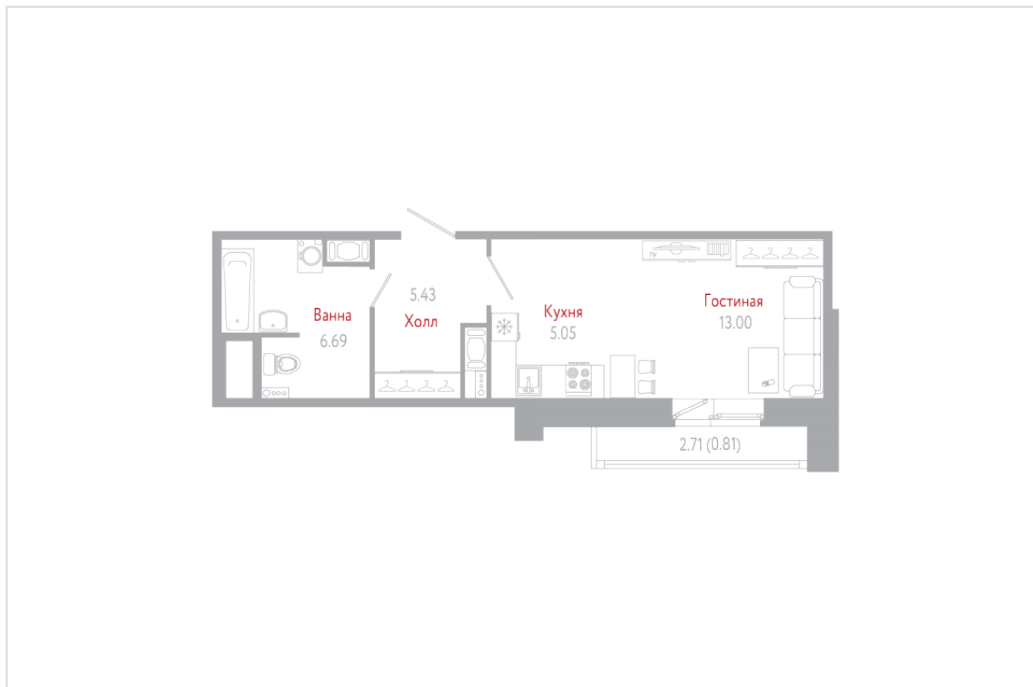 TV
5.43
Холл
Ванна
6.69
Кухня
5.05
Гостиная
13.00
2.71 (0.81)